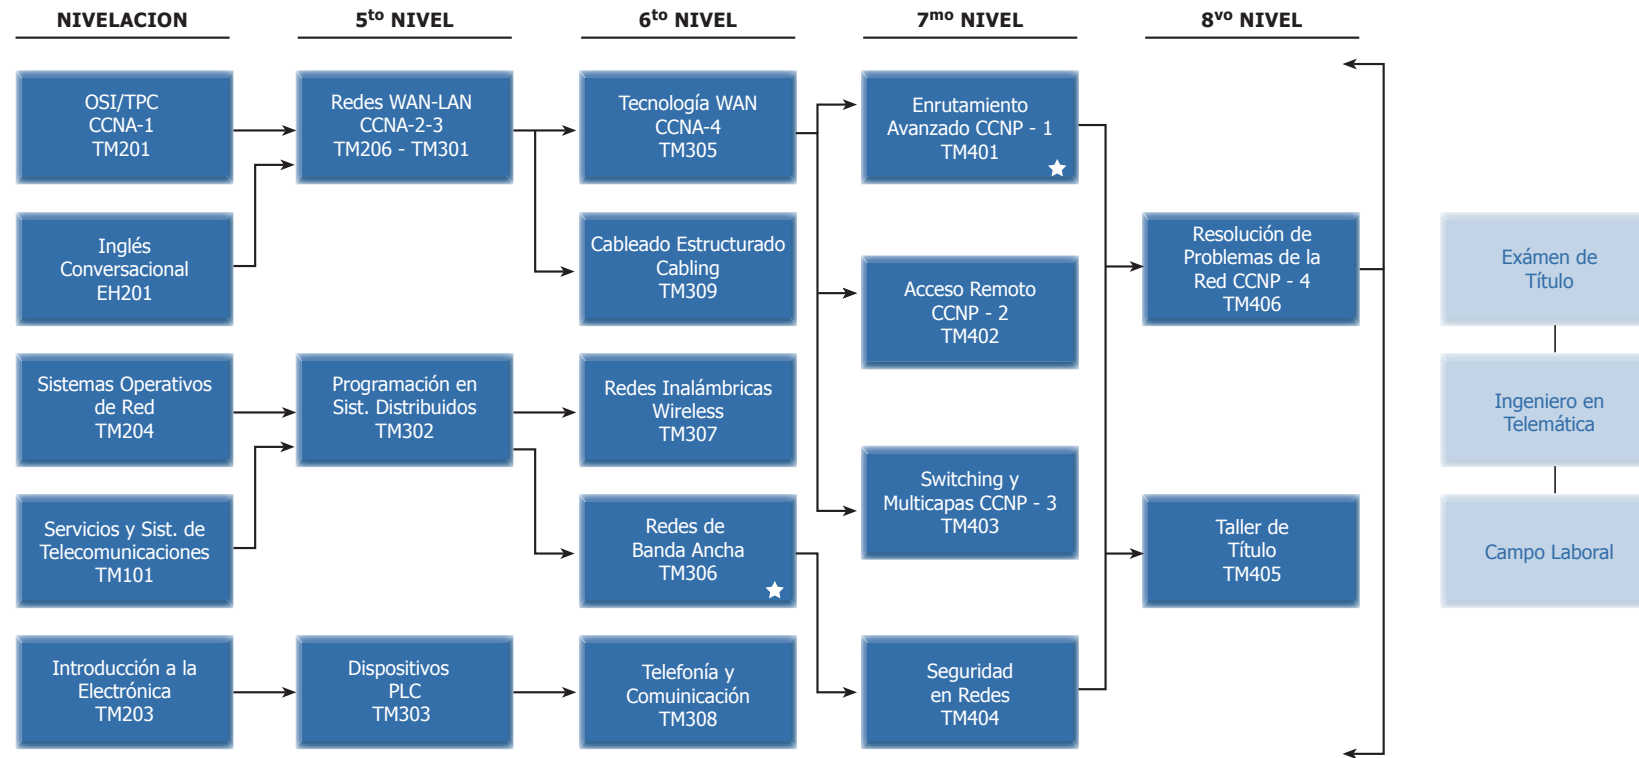 NIVELACION
5to NIVEL
6to NIVEL
7mo NIVEL
8vo NIVEL
OSI/TPC
CCNA-1
TM201
Redes WAN-LAN
CCNA-2-3
TM206 - TM301
Tecnología WAN
CCNA-4
TM305
Enrutamiento
Avanzado CCNP - 1
TM401
Inglés
Conversacional
EH201
Cableado Estructurado
Cabling
TM309
Acceso Remoto
CCNP - 2
TM402
Resolución de
Problemas de la
Red CCNP - 4
TM406
Exámen de
Título
Sistemas Operativos
de Red
TM204
Programación en
Sist. Distribuidos
TM302
Redes Inalámbricas
Wireless
TM307
Switching y
Multicapas CCNP - 3
TM403
Ingeniero en
Telemática
Servicios y Sist. de
Telecomunicaciones
TM101
Redes de
Banda Ancha
TM306
Taller de
Título
TM405
Campo Laboral
Introducción a la
Electrónica
TM203
Dispositivos
PLC
TM303
Telefonía y
Comuinicación
TM308
Seguridad
en Redes
TM404